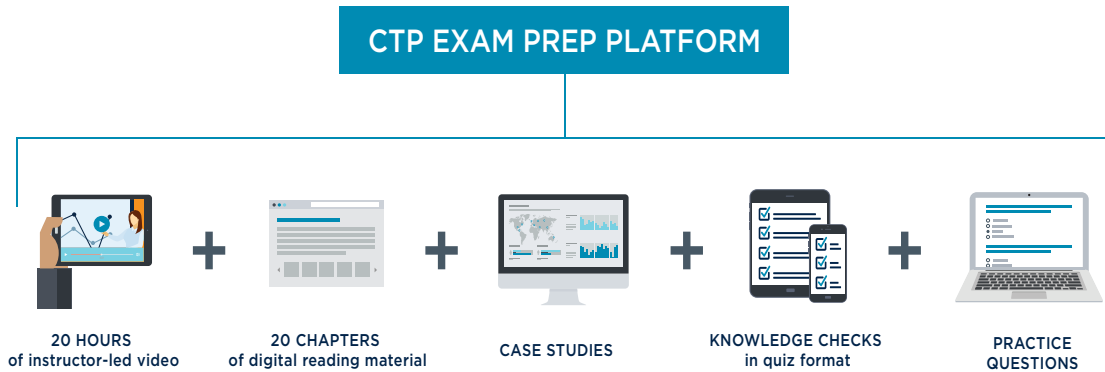 CTP EXAM PREP PLATFORM
20 HOURS
of instructor-led video
20 CHAPTERS
of digital reading material
CASE STUDIES
KNOWLEDGE CHECKS
in quiz format
PRACTICE
QUESTIONS